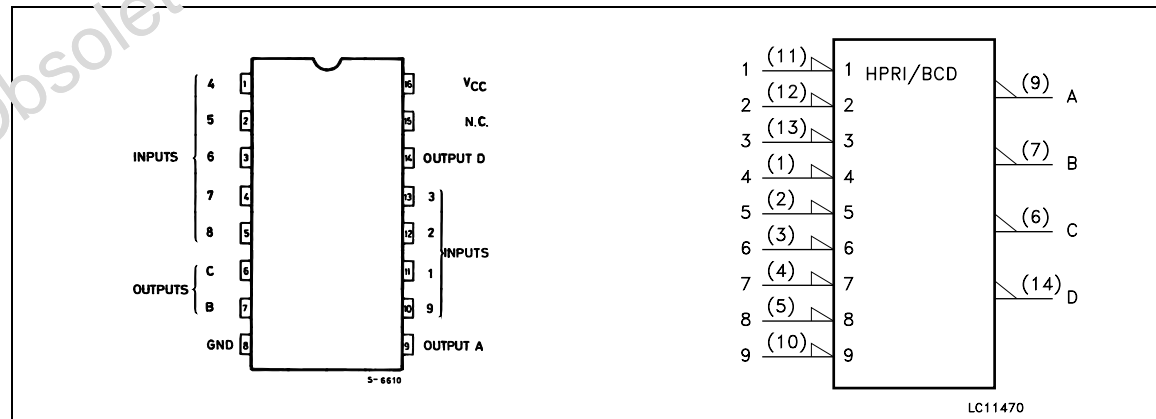 Obsolet
4 1 16 VCC
5 2 15 N.C.
INPUTS 6 3 14 OUTPUT D
7 4 13 3
8 5 12 2
INPUTS
OUTPUTS C 6 11 1
B 7 10 9
GND 8 9 OUTPUT A
S-6610
HPRI/BCD
1 (11) 1
2 (12) 2
3 (13) 3
4 (1) 4
5 (2) 5
6 (3) 6
7 (4) 7
8 (5) 8
9 (10) 9
(9) A
(7) B
(6) C
(14) D
LC11470